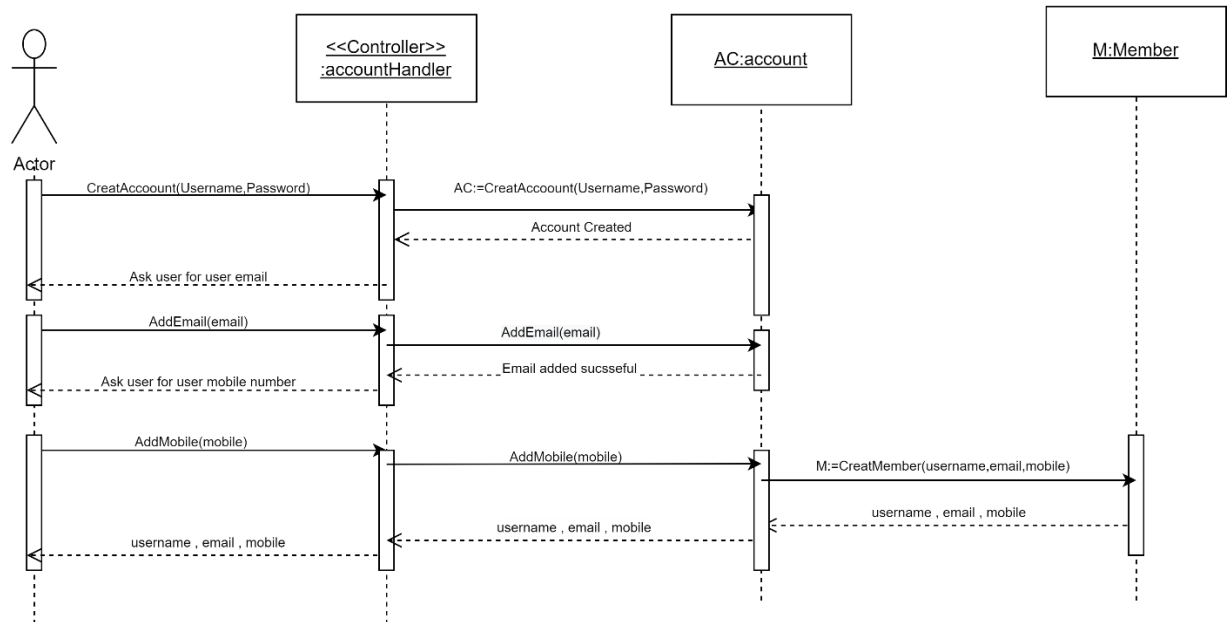 <<Controller>>
:accountHandler
AC:account
M:Member
Actor
CreatAccoount(Username,Password)
AC:=CreatAccoount(Username,Password)
Account Created
Ask user for user email
AddEmail(email)
AddEmail(email)
Email added sucsseful
Ask user for user mobile number
AddMobile(mobile)
AddMobile(mobile)
M:=CreatMember(username,email,mobile)
username , email , mobile
username , email , mobile
username , email , mobile